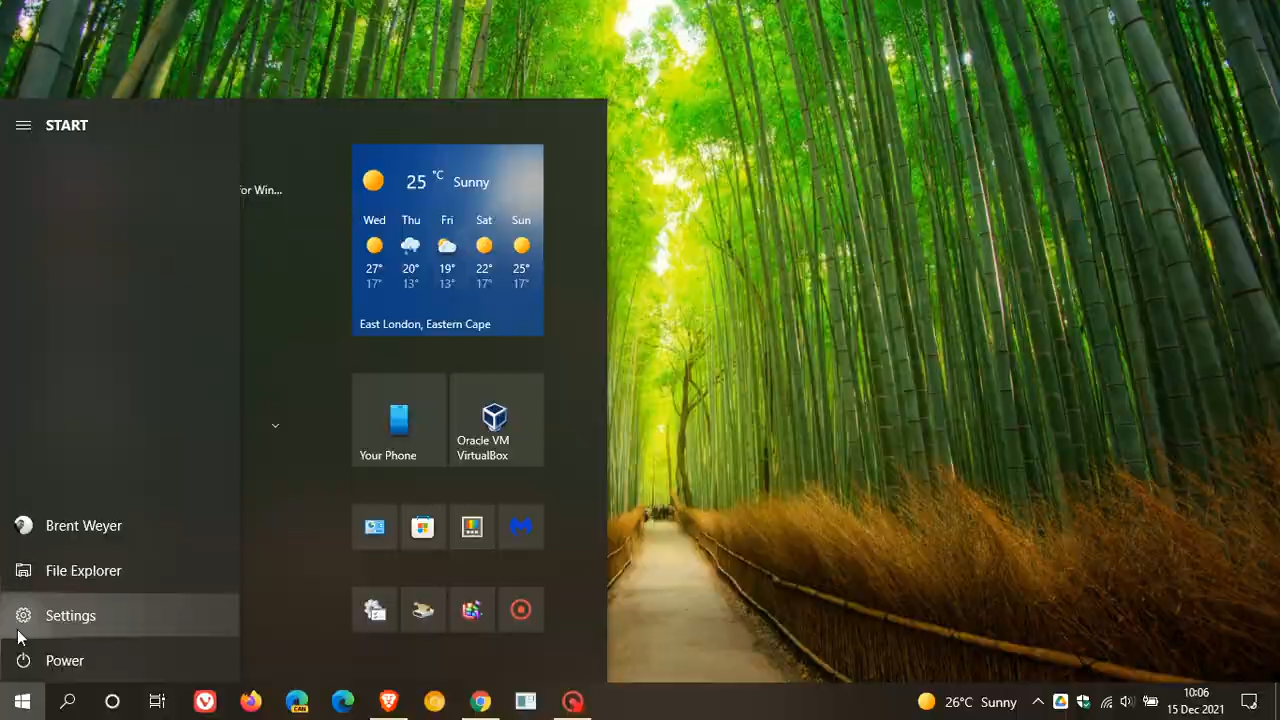 START
for Win...
25 °C Sunny
Wed Thu Fri Sat Sun
27° 20° 19° 22° 25°
17° 13° 13° 17° 17°
East London, Eastern Cape
Your Phone
Oracle VM
VirtualBox
Brent Weyer
File Explorer
Settings
Power
CAN
26°C Sunny
10:06
15 Dec 2021